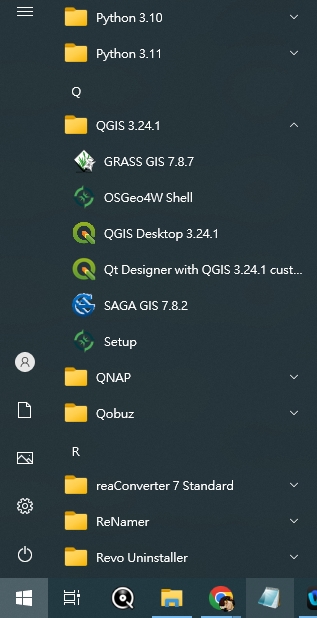 Python 3.10
Python 3.11
Q
QGIS 3.24.1
GRASS GIS 7.8.7
OSGeo4W Shell
QGIS Desktop 3.24.1
Qt Designer with QGIS 3.24.1 cust...
SAGA GIS 7.8.2
Setup
QNAP
Qobuz
R
reaConverter 7 Standard
ReNamer
Revo Uninstaller